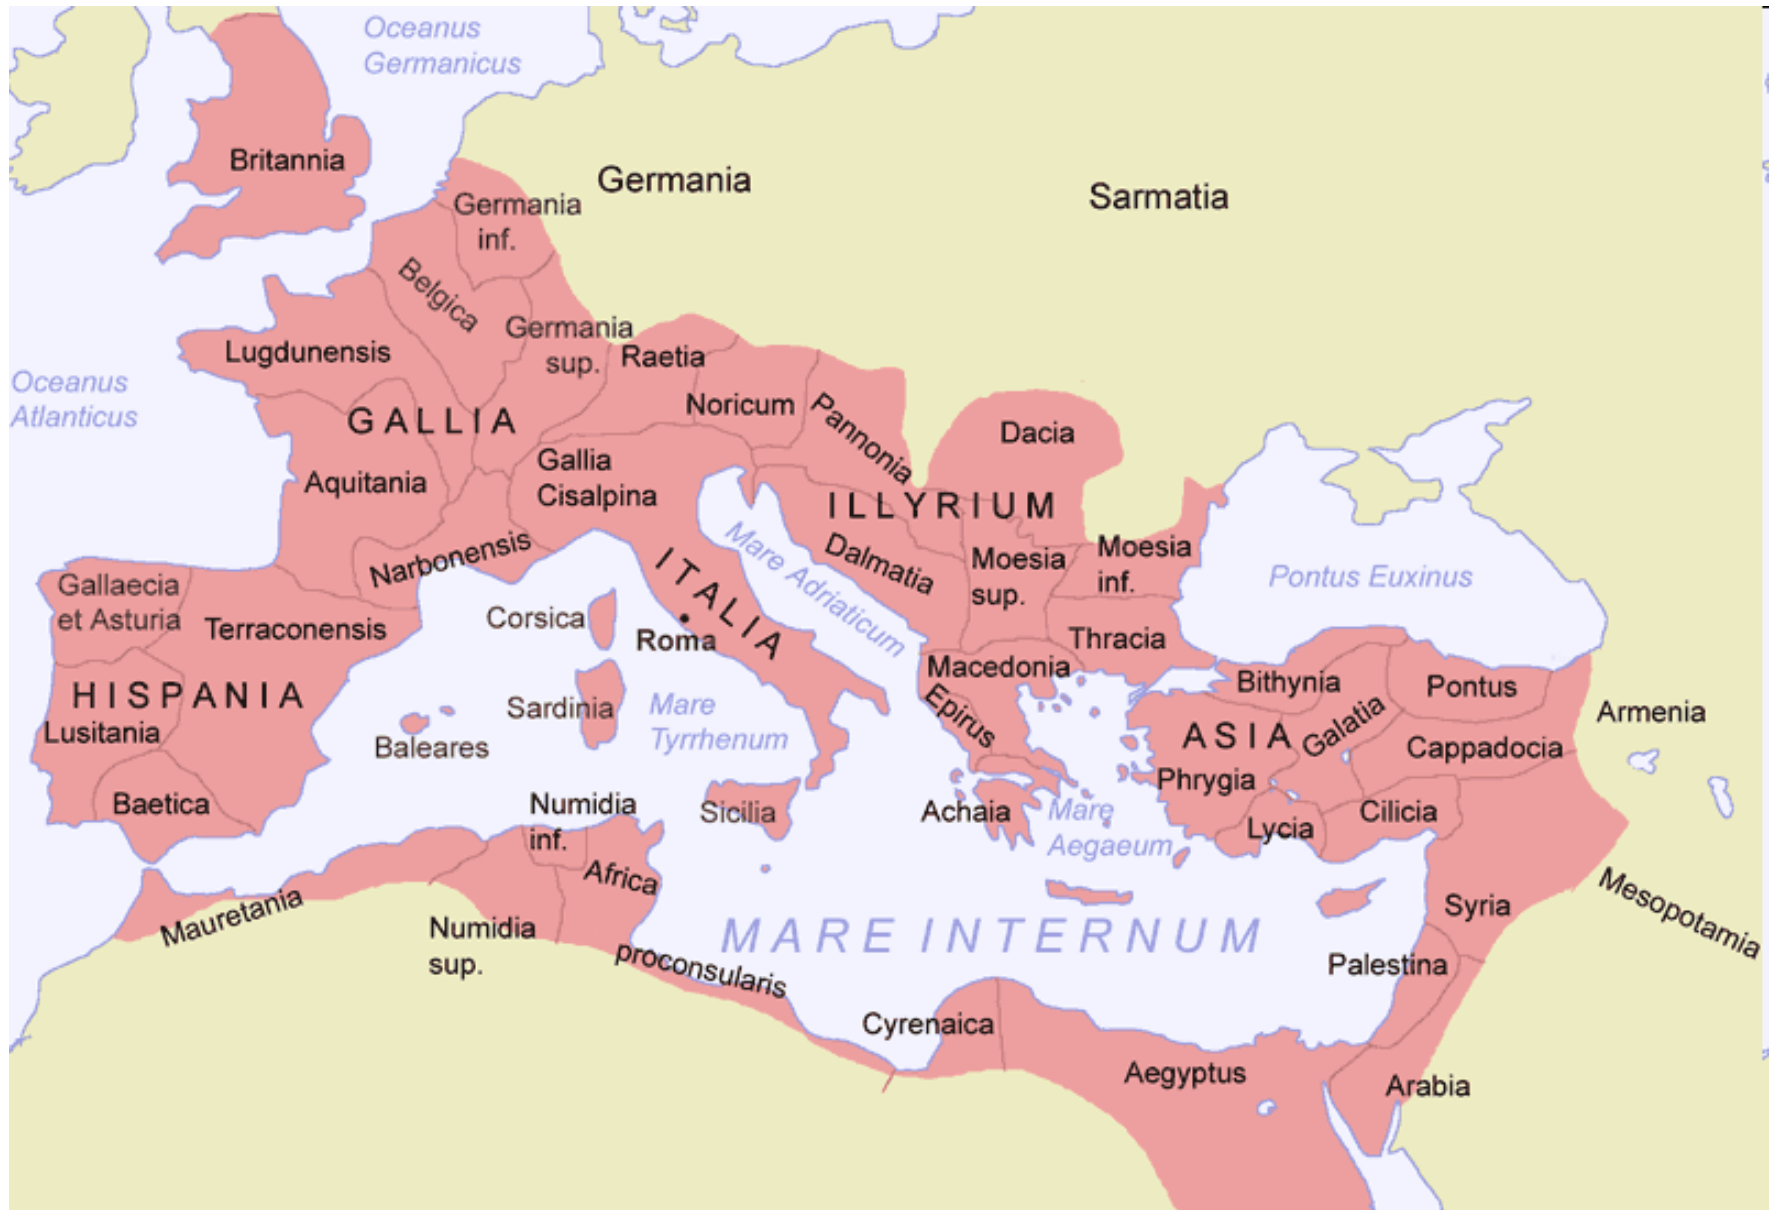 Oceanus
Germanicus
Britannia
Germania
Sarmatia
Germania
inf.
Belgica
Germania
sup.
Lugdunensis
Raetia
Oceanus
Atlanticus
GALLIA
Noricum
Pannonia
Dacia
Aquitania
Gallia
Cisalpina
ILLYRIUM
Narbonensis
ITALIA
Mare Adriaticum
Dalmatia
Moesia
sup.
Moesia
inf.
Pontus Euxinus
Gallaecia
et Asturia
Terraconensis
Corsica
Roma
Thracia
Macedonia
HISPANIA
Lusitania
Baleares
Sardinia
Mare
Tyrrhenum
Epirus
Bithynia
Pontus
Armenia
ASIA
Galatia
Cappadocia
Phrygia
Baetica
Numidia
inf.
Sicilia
Achaia
Mare
Aegaeum
Lycia
Cilicia
Africa
Mauretania
Numidia
sup.
proconsularis
MARE INTERNUM
Syria
Mesopotamia
Palestina
Cyrenaica
Aegyptus
Arabia